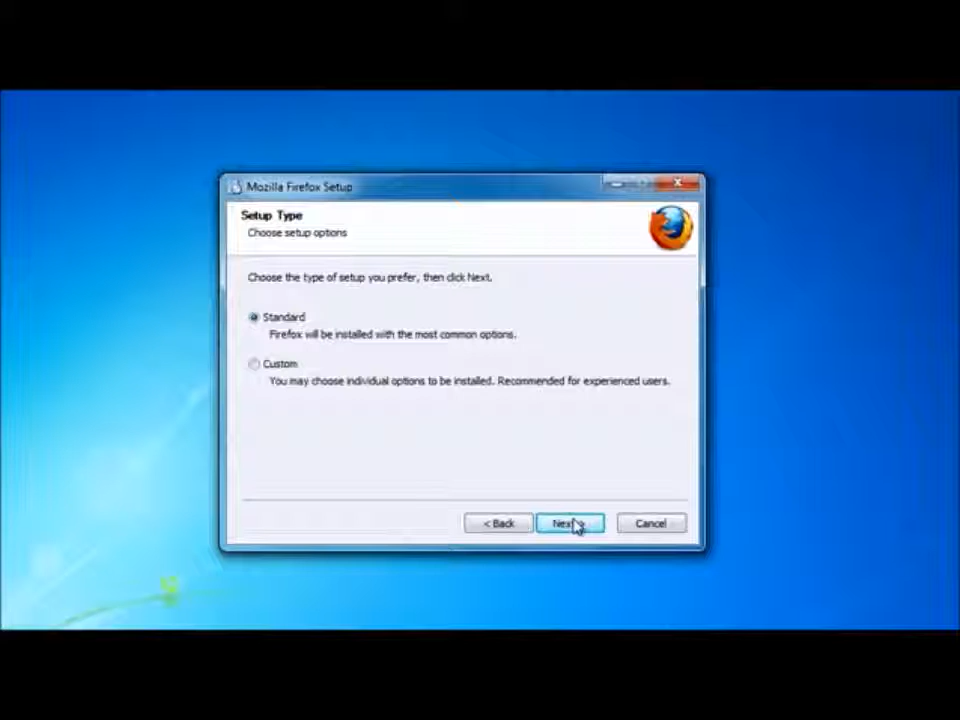 Mozilla Firefox Setup
Setup Type
Choose setup options
Choose the type of setup you prefer, then click Next.
Standard
Firefox will be installed with the most common options.
Custom
You may choose individual options to be installed. Recommended for experienced users.
< Back
Cancel